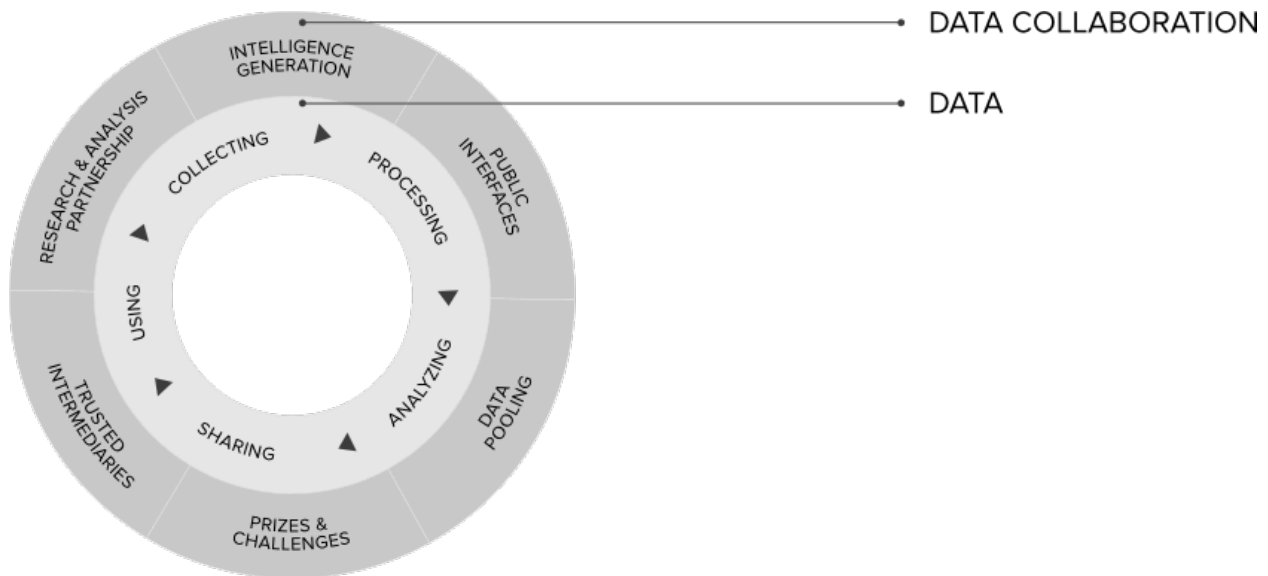 DATA COLLABORATION
DATA
INTELLIGENCE
GENERATION
PUBLIC
INTERFACES
DATA
POOLING
PRIZES &
CHALLENGES
TRUSTED
INTERMEDIARIES
RESEARCH & ANALYSIS
PARTNERSHIP
COLLECTING
PROCESSING
ANALYZING
SHARING
USING